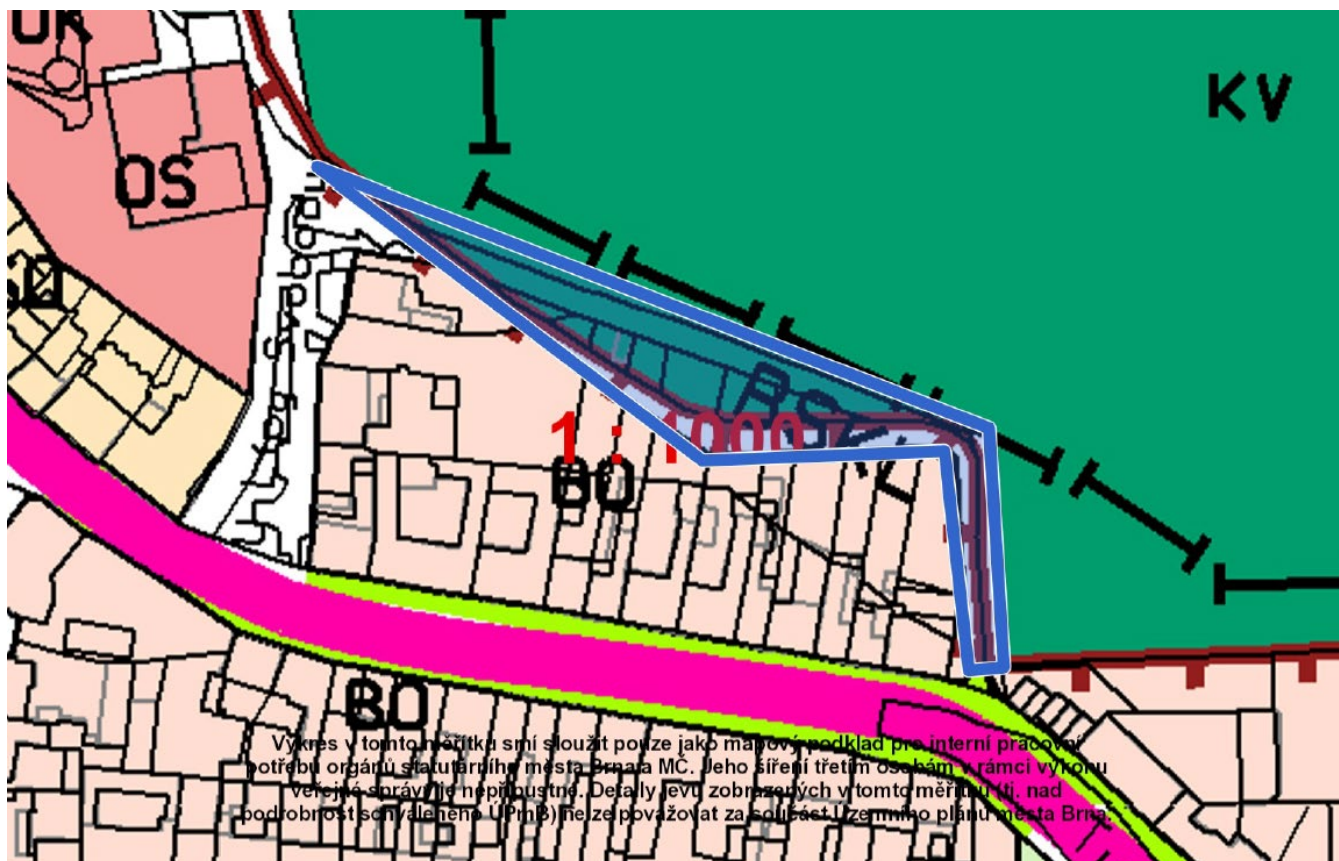 OK
KV
OS
1 : 1000
BO
BO
Výkres v tomto měřítku smí sloužit pouze jako mapový podklad pro interní pracovní
potřebu orgánů statutárního města Brna a MČ. Jeho šíření třetím osobám v rámci výkonu
veřejné správy je nepřípustné. Detaily jevů zobrazených v tomto měřítku (tj. nad
podrobnost schváleného ÚPmB) nelze považovat za součást Územního plánu města Brna.